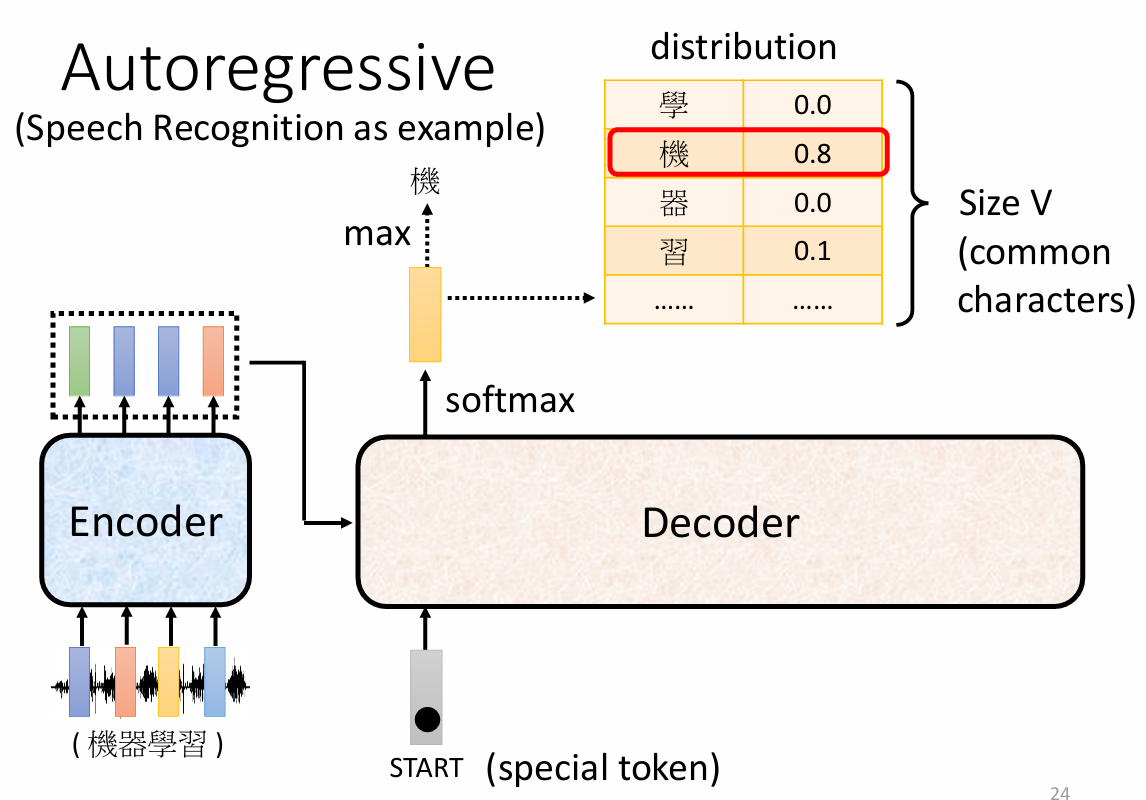 Autoregressive
(Speech Recognition as example)
distribution
學 0.0
機 0.8
器 0.0
習 0.1
…… ……
Size V
(common
characters)
機
max
softmax
Encoder
Decoder
( 機器學習 )
START (special token)
24